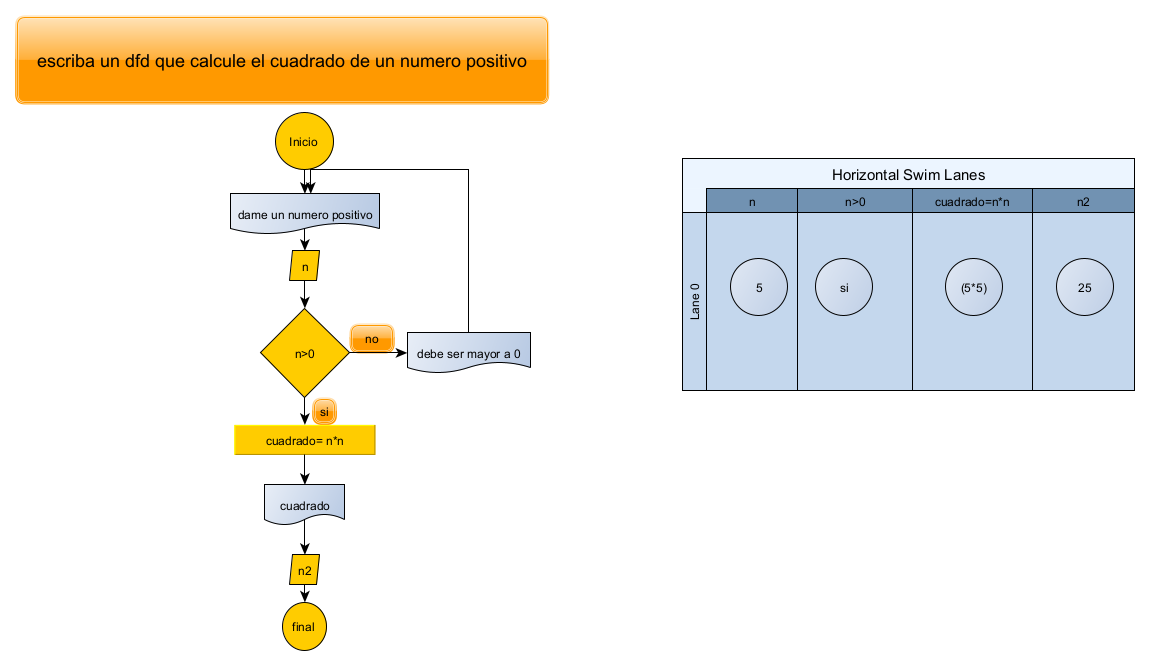 escriba un dfd que calcule el cuadrado de un numero positivo
Inicio
dame un numero positivo
n
n>0
no
debe ser mayor a 0
si
cuadrado= n*n
cuadrado
n2
final
Horizontal Swim Lanes
n n>0 cuadrado=n*n n2
Lane 0
5 si (5*5) 25